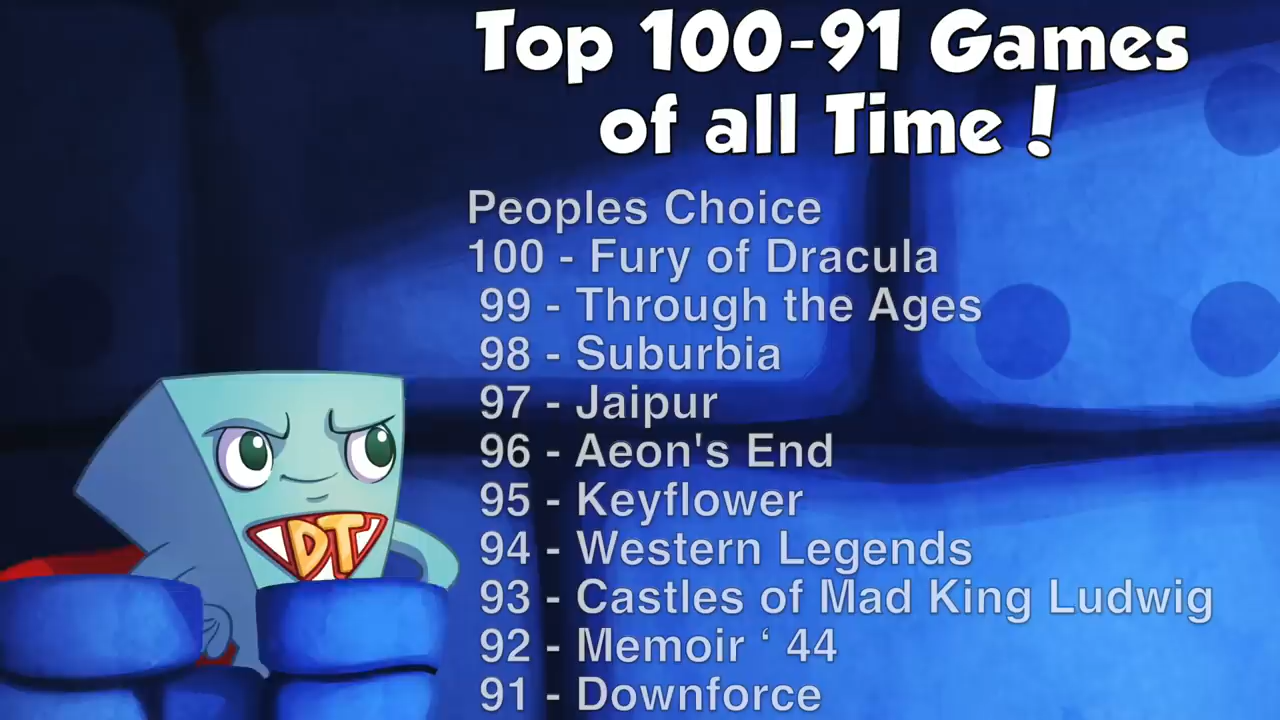 Top 100-91 Games
of all Time!
Peoples Choice
100 - Fury of Dracula
99 - Through the Ages
98 - Suburbia
97 - Jaipur
96 - Aeon's End
95 - Keyflower
94 - Western Legends
93 - Castles of Mad King Ludwig
92 - Memoir ‘ 44
91 - Downforce
DT